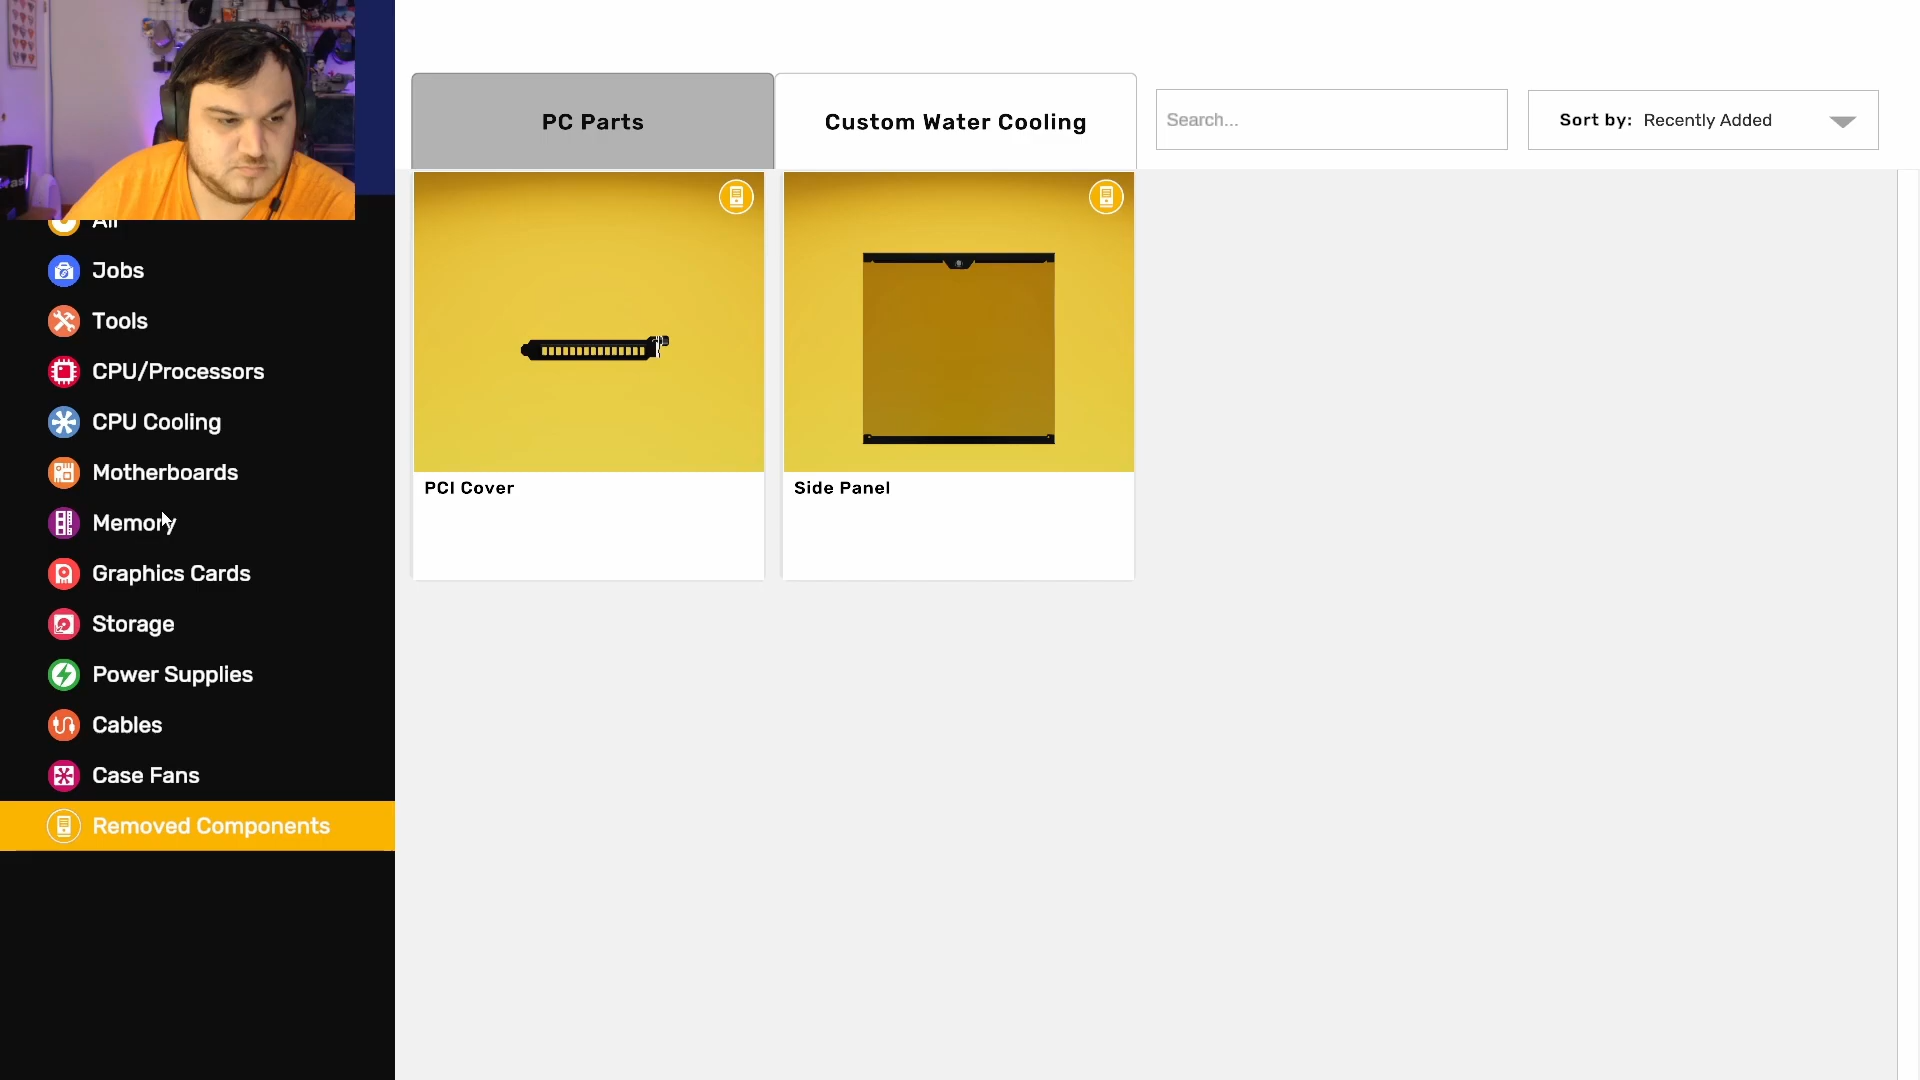 PC Parts
Custom Water Cooling
Search...
Sort by: Recently Added
All
Jobs
Tools
CPU/Processors
CPU Cooling
Motherboards
Memory
Graphics Cards
Storage
Power Supplies
Cables
Case Fans
Removed Components
PCI Cover
Side Panel